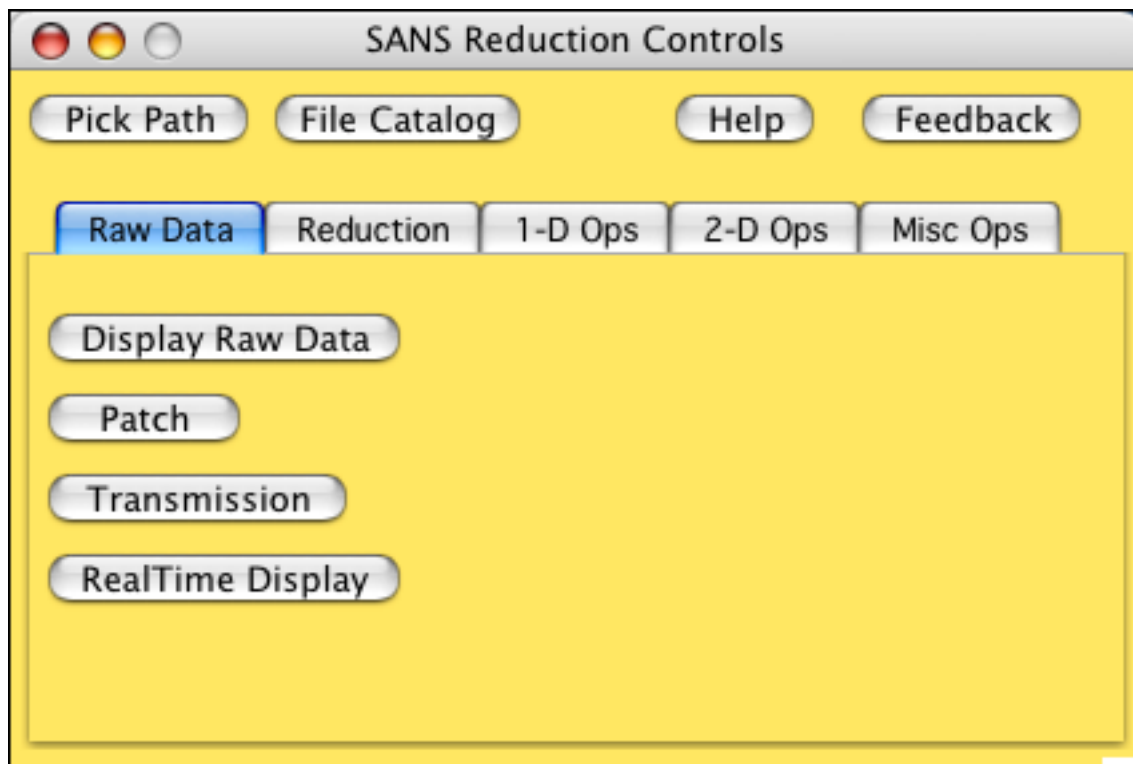 SANS Reduction Controls
Pick Path File Catalog Help Feedback
Raw Data Reduction 1-D Ops 2-D Ops Misc Ops
Display Raw Data
Patch
Transmission
RealTime Display